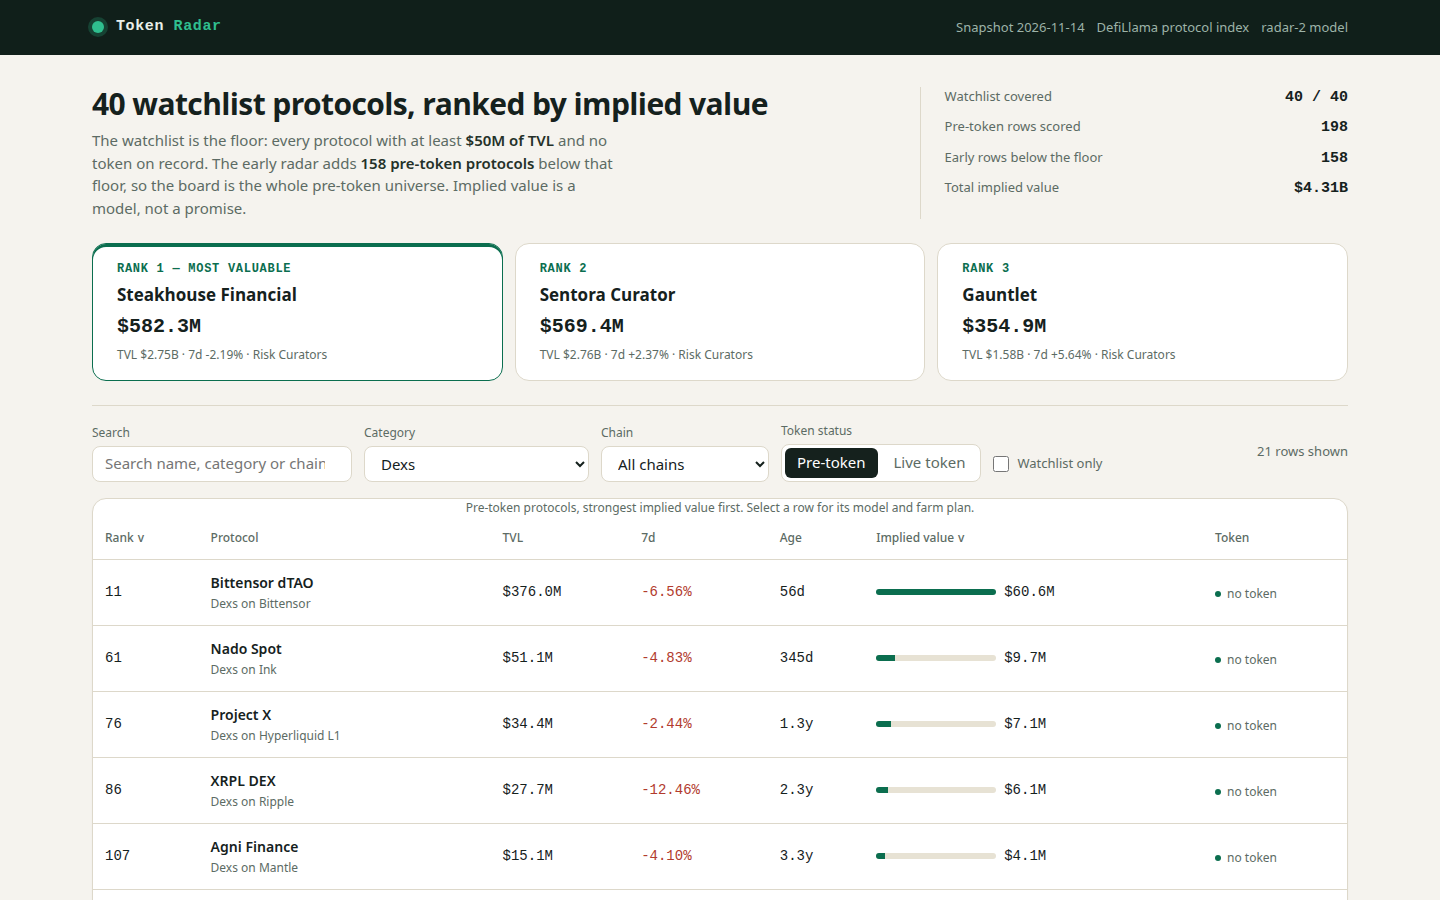 Token Radar
Snapshot 2026-11-14 DefiLlama protocol index radar-2 model
40 watchlist protocols, ranked by implied value
The watchlist is the floor: every protocol with at least $50M of TVL and no
token on record. The early radar adds 158 pre-token protocols below that
floor, so the board is the whole pre-token universe. Implied value is a
model, not a promise.
Watchlist covered 40 / 40
Pre-token rows scored 198
Early rows below the floor 158
Total implied value $4.31B
RANK 1 — MOST VALUABLE
Steakhouse Financial
$582.3M
TVL $2.75B · 7d -2.19% · Risk Curators
RANK 2
Sentora Curator
$569.4M
TVL $2.76B · 7d +2.37% · Risk Curators
RANK 3
Gauntlet
$354.9M
TVL $1.58B · 7d +5.64% · Risk Curators
Search
Search name, category or chain
Category
Dexs
Chain
All chains
Token status
Pre-token Live token
Watchlist only
21 rows shown
Pre-token protocols, strongest implied value first. Select a row for its model and farm plan.
Rank v Protocol TVL 7d Age Implied value v Token
11 Bittensor dTAO $376.0M -6.56% 56d $60.6M no token
Dexs on Bittensor
61 Nado Spot $51.1M -4.83% 345d $9.7M no token
Dexs on Ink
76 Project X $34.4M -2.44% 1.3y $7.1M no token
Dexs on Hyperliquid L1
86 XRPL DEX $27.7M -12.46% 2.3y $6.1M no token
Dexs on Ripple
107 Agni Finance $15.1M -4.10% 3.3y $4.1M no token
Dexs on Mantle